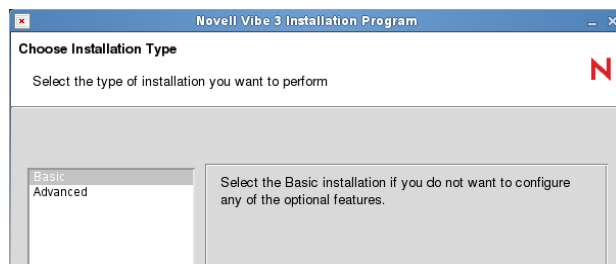 Novell Vibe 3 Installation Program
Choose Installation Type
Select the type of installation you want to perform
N
Basic
Advanced
Select the Basic installation if you do not want to configure
any of the optional features.